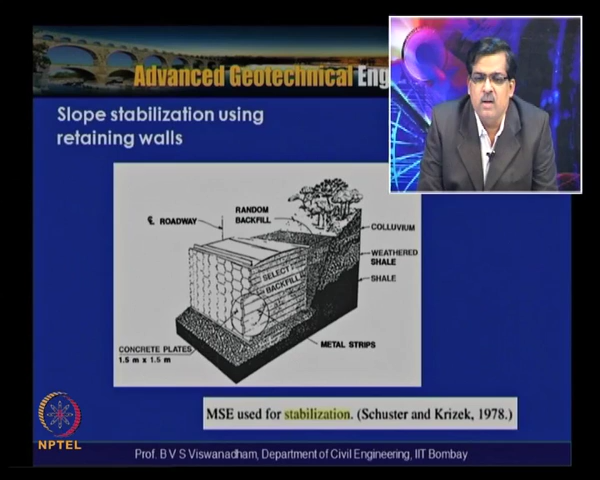 Advanced Geotechnical Eng
Slope stabilization using
retaining walls
℄ ROADWAY
RANDOM
BACKFILL
COLLUVIUM
WEATHERED
SHALE
SHALE
SELECT
BACKFILL
METAL STRIPS
CONCRETE PLATES
1.5 m x 1.5 m
MSE used for stabilization. (Schuster and Krizek, 1978.)
NPTEL
Prof. B V S Viswanadham, Department of Civil Engineering, IIT Bombay